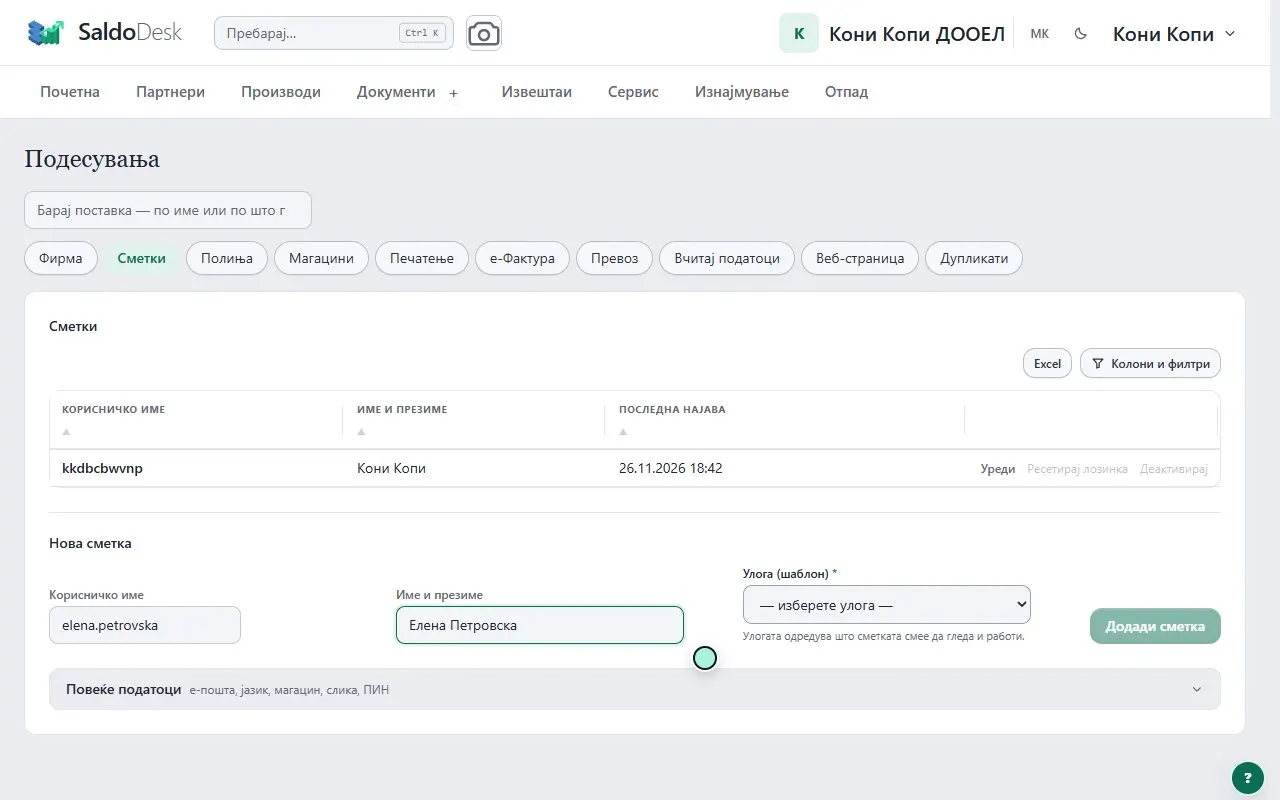 SaldoDesk
Пребарај...
Ctrl K
К
Кони Копи ДООЕЛ
МК
Кони Копи
Почетна
Партнери
Производи
Документи +
Извештаи
Сервис
Изнајмување
Отпад
Подесувања
Барај поставка — по име или по што г
Фирма
Сметки
Полиња
Магацини
Печатење
е-Фактура
Превоз
Вчитај податоци
Веб-страница
Дупликати
Сметки
Excel
Колони и филтри
КОРИСНИЧКО ИМЕ
ИМЕ И ПРЕЗИМЕ
ПОСЛЕДНА НАЈАВА
kkdbcbwvnp
Кони Копи
26.11.2026 18:42
Уреди
Ресетирај лозинка
Деактивирај
Нова сметка
Улога (шаблон) *
Корисничко име
Име и презиме
elena.petrovska
Елена Петровска
— изберете улога —
Улогата одредува што сметката смее да гледа и работи.
Додади сметка
Повеќе податоци е-пошта, јазик, магацин, слика, ПИН
?